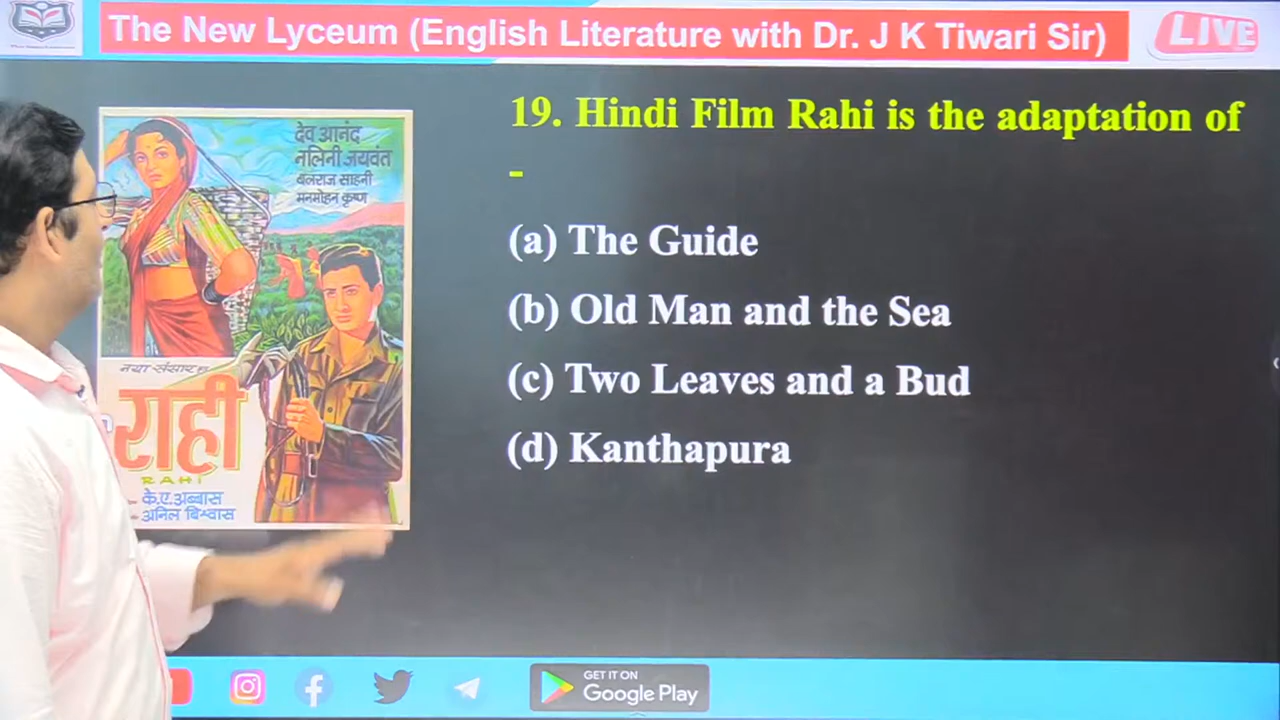 The New Lyceum (English Literature with Dr. J K Tiwari Sir)
LIVE
19. Hindi Film Rahi is the adaptation of
-
(a) The Guide
(b) Old Man and the Sea
(c) Two Leaves and a Bud
(d) Kanthapura
देव आनंद
नलिनी जयवंत
बलराज साहनी
मनमोहन कृष्ण
नया संसार
राही
RAHI
के.ए.अब्बास
अनिल बिश्वास
GET IT ON
Google Play